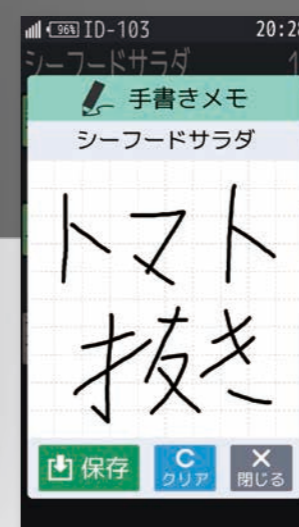 96% ID-103 20:28
シーフードサラダ 1
手書きメモ
シーフードサラダ
トマト
抜き
保存
C
クリア
×
閉じる